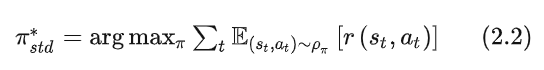 π*_std = arg max_π ∑_t 𝔼_(s_t,a_t)∼ρ_π [r (s_t, a_t)] (2.2)